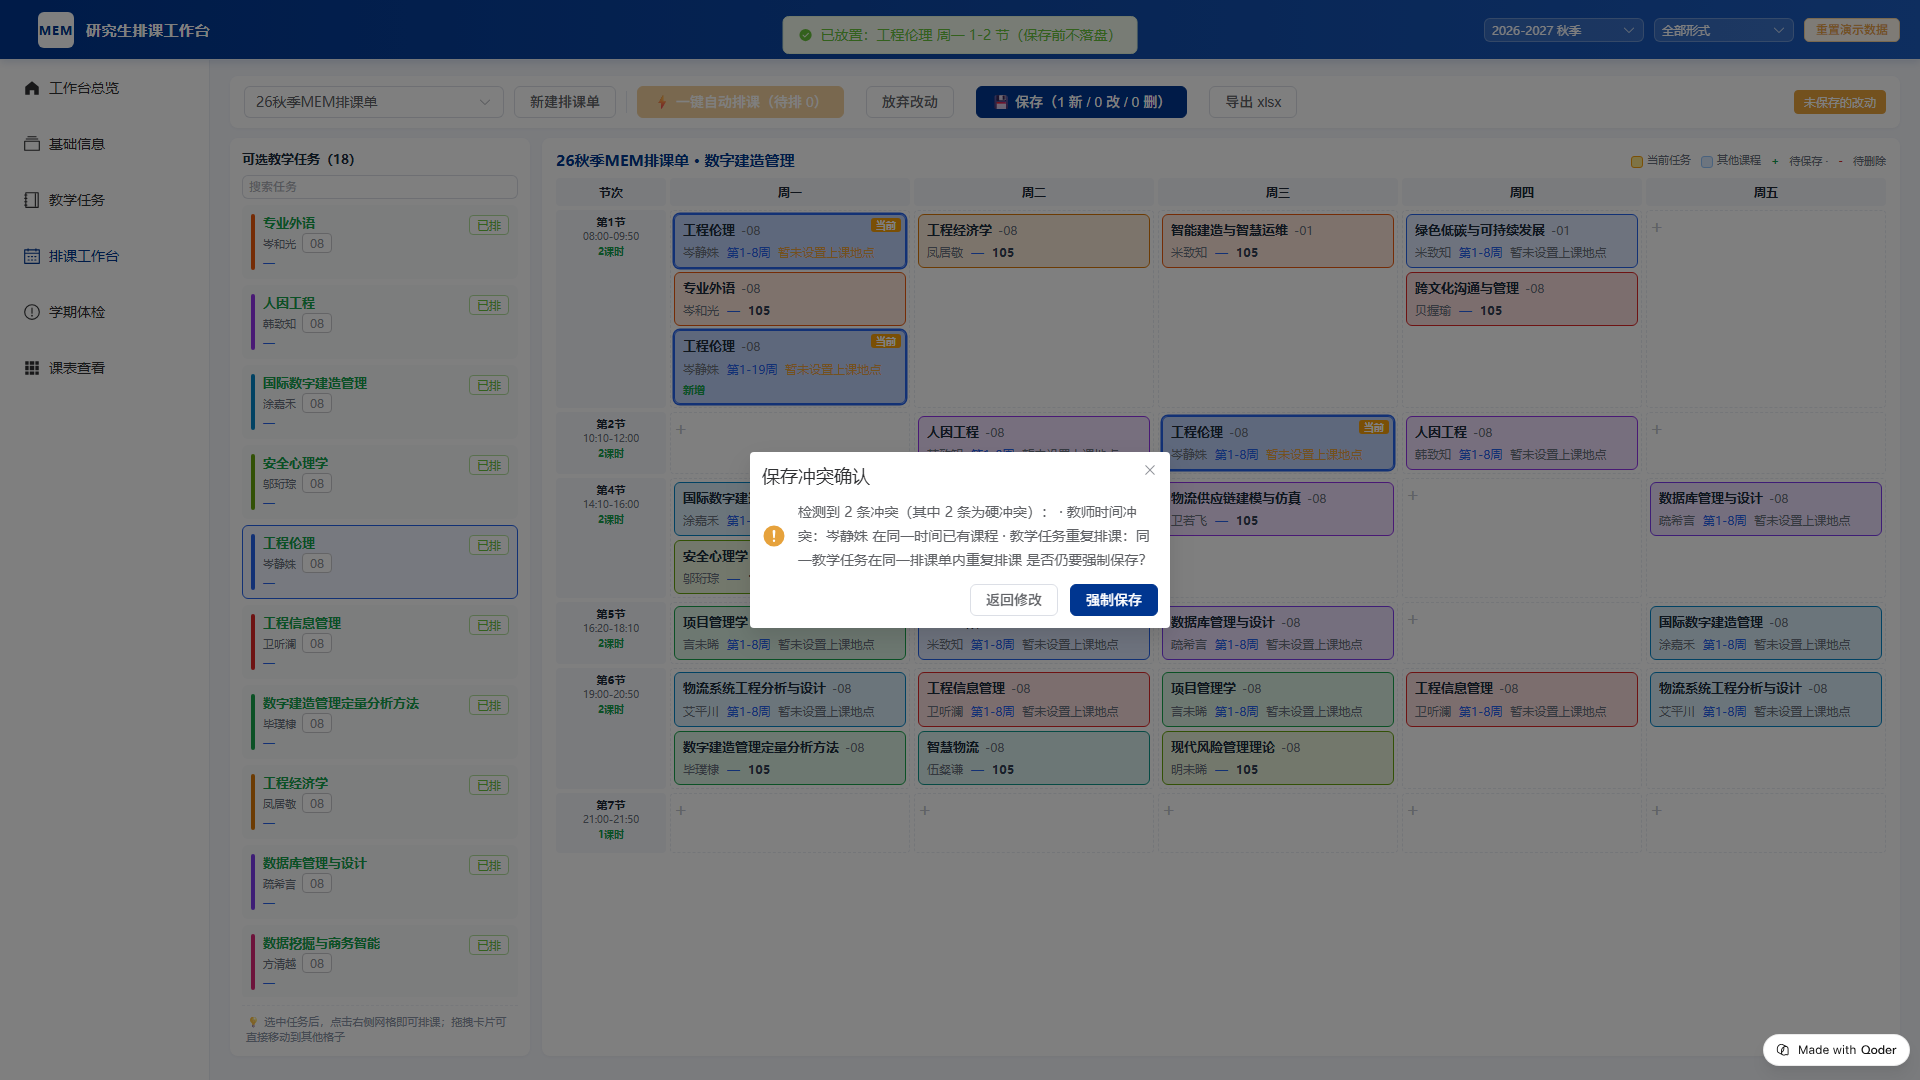 MEM 研究生排课工作台
已放置：工程伦理 周一 1-2 节（保存前不落盘）
2026-2027 秋季
全部形式
重置演示数据
工作台总览
基础信息
教学任务
排课工作台
学期体检
课表查看
26秋季MEM排课单
新建排课单
一键自动排课（待排 0）
放弃改动
保存（1 新 / 0 改 / 0 删）
导出 xlsx
未保存的改动
可选教学任务（18）
搜索任务
专业外语 已排
岑和光 08
—
人因工程 已排
韩致知 08
—
国际数字建造管理 已排
涂嘉禾 08
—
安全心理学 已排
邬珩琮 08
—
工程伦理 已排
岑静姝 08
—
工程信息管理 已排
卫听澜 08
—
数字建造管理定量分析方法 已排
毕璞棣 08
—
工程经济学 已排
凤居敬 08
—
数据库管理与设计 已排
疏希言 08
—
数据挖掘与商务智能 已排
方清越 08
—
选中任务后，点击右侧网格即可排课；拖拽卡片可
直接移动到其他格子
26秋季MEM排课单 · 数字建造管理
当前任务 其他课程 + 待保存 · - 待删除
节次 周一 周二 周三 周四 周五
第1节
08:00-09:50
2课时
工程伦理 -08 当前
岑静姝 第1-8周 暂未设置上课地点
专业外语 -08
岑和光 — 105
工程伦理 -08 当前
岑静姝 第1-19周 暂未设置上课地点
新增
工程经济学 -08
凤居敬 — 105
智能建造与智慧运维 -01
米致知 — 105
绿色低碳与可持续发展 -01
米致知 第1-8周 暂未设置上课地点
跨文化沟通与管理 -08
贝握瑜 — 105
+
第2节
10:10-12:00
2课时
+
人因工程 -08
工程伦理 -08 当前
岑静姝 第1-8周 暂未设置上课地点
人因工程 -08
韩致知 第1-8周 暂未设置上课地点
+
第4节
14:10-16:00
2课时
国际数字建
涂嘉禾 第1-
安全心理学
邬珩琮 —
物流供应链建模与仿真 -08
卫若飞 — 105
+
数据库管理与设计 -08
疏希言 第1-8周 暂未设置上课地点
第5节
16:20-18:10
2课时
项目管理学
言未晞 第1-8周 暂未设置上课地点
米致知 第1-8周 暂未设置上课地点
数据库管理与设计 -08
疏希言 第1-8周 暂未设置上课地点
+
国际数字建造管理 -08
涂嘉禾 第1-8周 暂未设置上课地点
第6节
19:00-20:50
2课时
物流系统工程分析与设计 -08
艾平川 第1-8周 暂未设置上课地点
数字建造管理定量分析方法 -08
毕璞棣 — 105
工程信息管理 -08
卫听澜 第1-8周 暂未设置上课地点
智慧物流 -08
伍粲谦 — 105
项目管理学 -08
言未晞 第1-8周 暂未设置上课地点
现代风险管理理论 -08
明未晞 — 105
工程信息管理 -08
卫听澜 第1-8周 暂未设置上课地点
物流系统工程分析与设计 -08
艾平川 第1-8周 暂未设置上课地点
第7节
21:00-21:50
1课时
+ + + + +
保存冲突确认
检测到 2 条冲突（其中 2 条为硬冲突）： · 教师时间冲
突：岑静姝 在同一时间已有课程 · 教学任务重复排课：同
一教学任务在同一排课单内重复排课 是否仍要强制保存？
返回修改
强制保存
Made with Qoder